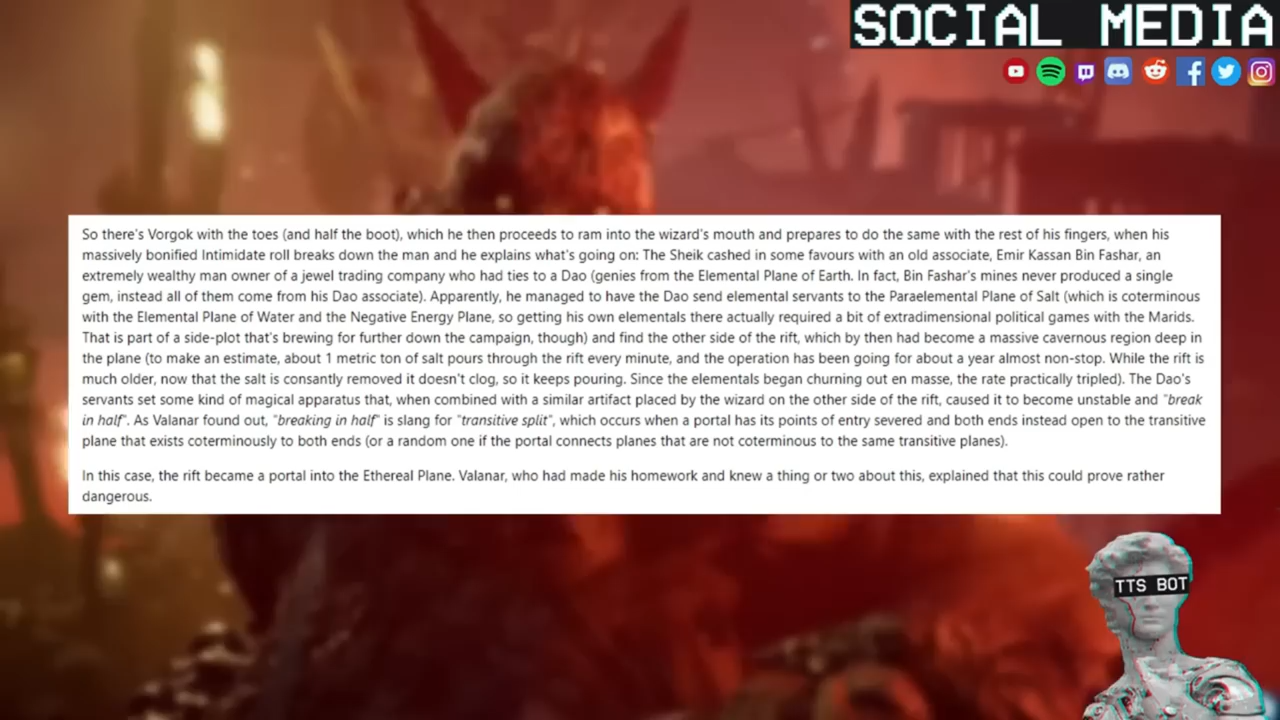 SOCIAL MEDIA
So there's Vorgok with the toes (and half the boot), which he then proceeds to ram into the wizard's mouth and prepares to do the same with the rest of his fingers, when his
massively bonified Intimidate roll breaks down the man and he explains what's going on: The Sheik cashed in some favours with an old associate, Emir Kassan Bin Fashar, an
extremely wealthy man owner of a jewel trading company who had ties to a Dao (genies from the Elemental Plane of Earth. In fact, Bin Fashar's mines never produced a single
gem, instead all of them come from his Dao associate). Apparently, he managed to have the Dao send elemental servants to the Paraelemental Plane of Salt (which is coterminous
with the Elemental Plane of Water and the Negative Energy Plane, so getting his own elementals there actually required a bit of extradimensional political games with the Marids.
That is part of a side-plot that's brewing for further down the campaign, though) and find the other side of the rift, which by then had become a massive cavernous region deep in
the plane (to make an estimate, about 1 metric ton of salt pours through the rift every minute, and the operation has been going for about a year almost non-stop. While the rift is
much older, now that the salt is consantly removed it doesn't clog, so it keeps pouring. Since the elementals began churning out en masse, the rate practically tripled). The Dao's
servants set some kind of magical apparatus that, when combined with a similar artifact placed by the wizard on the other side of the rift, caused it to become unstable and "break
in half". As Valanar found out, "breaking in half" is slang for "transitive split", which occurs when a portal has its points of entry severed and both ends instead open to the transitive
plane that exists coterminously to both ends (or a random one if the portal connects planes that are not coterminous to the same transitive planes).
In this case, the rift became a portal into the Ethereal Plane. Valanar, who had made his homework and knew a thing or two about this, explained that this could prove rather
dangerous.
TTS BOT